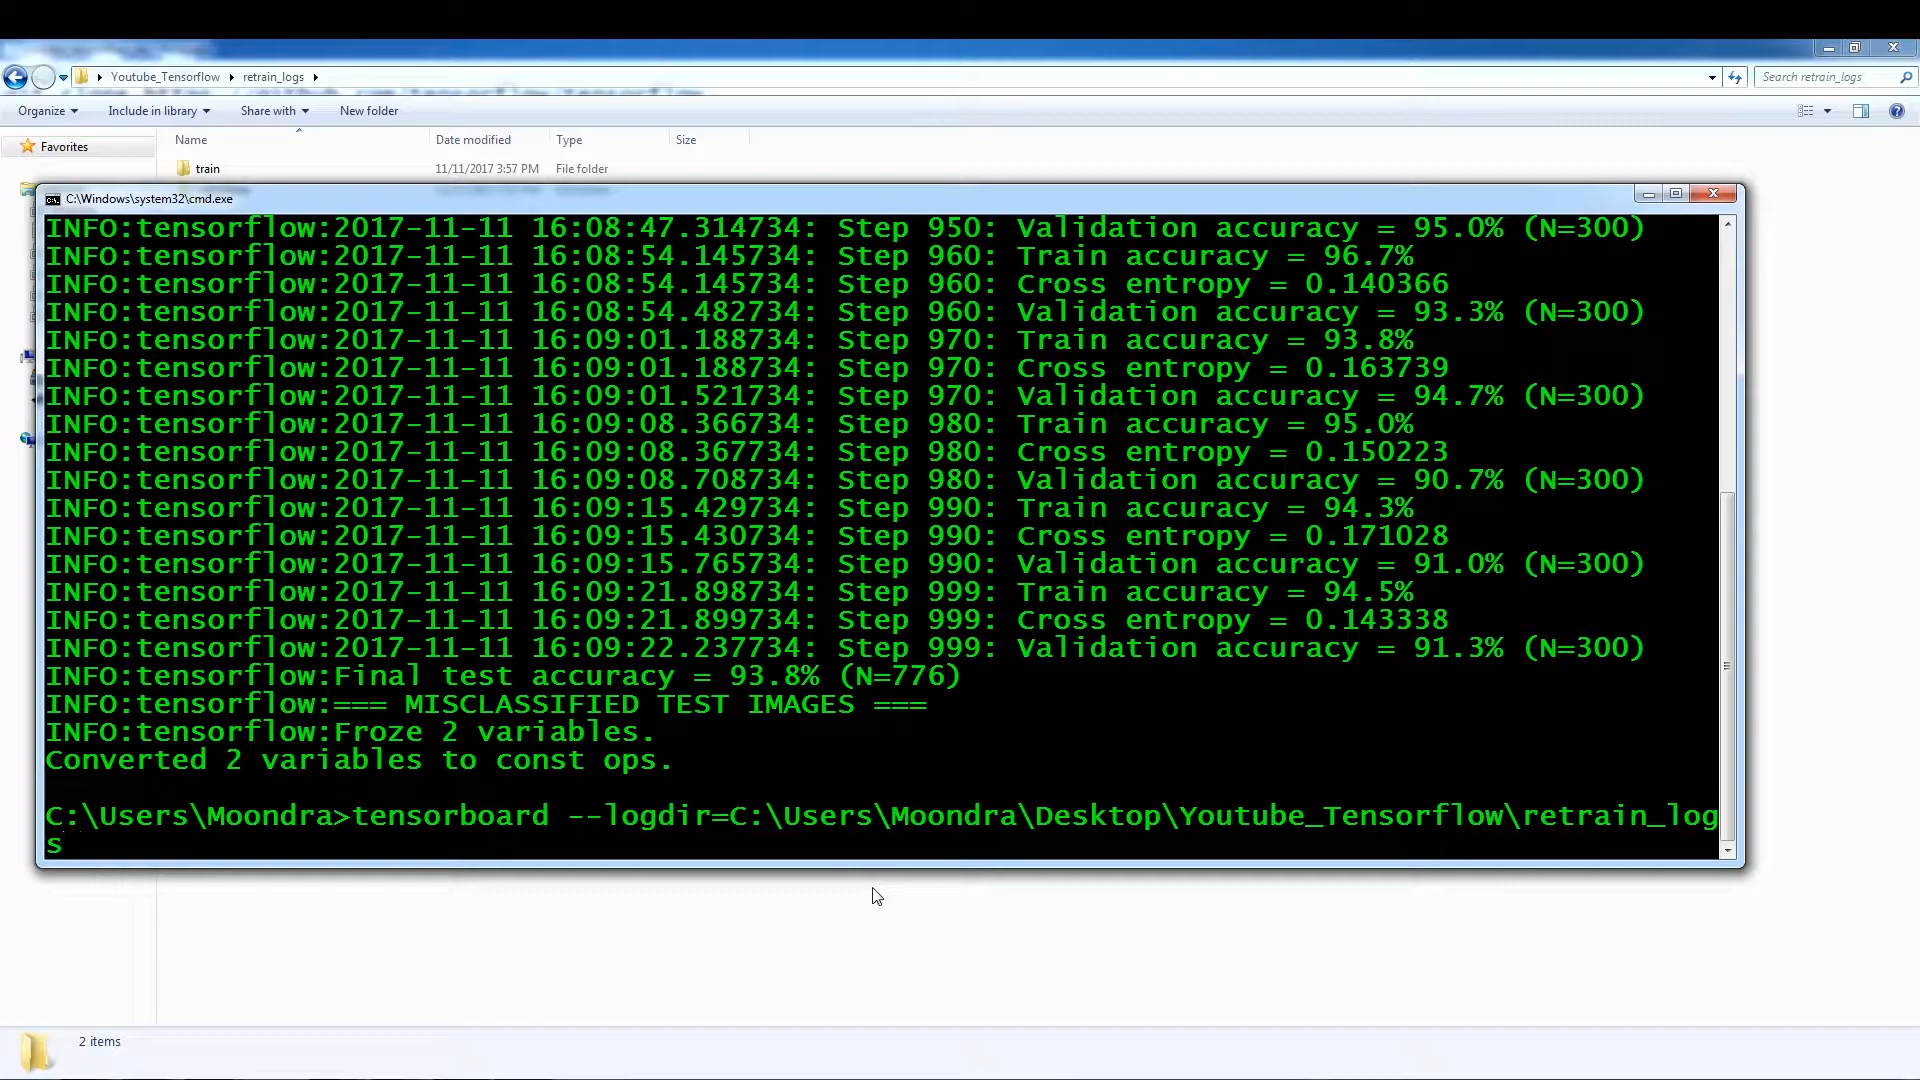 Youtube_Tensorflow retrain_logs
Search retrain_logs
Organize Include in library Share with New folder
Name Date modified Type Size
Favorites
train 11/11/2017 3:57 PM File folder
C:\Windows\system32\cmd.exe
INFO:tensorflow:2017-11-11 16:08:47.314734: Step 950: Validation accuracy = 95.0% (N=300)
INFO:tensorflow:2017-11-11 16:08:54.145734: Step 960: Train accuracy = 96.7%
INFO:tensorflow:2017-11-11 16:08:54.145734: Step 960: Cross entropy = 0.140366
INFO:tensorflow:2017-11-11 16:08:54.482734: Step 960: Validation accuracy = 93.3% (N=300)
INFO:tensorflow:2017-11-11 16:09:01.188734: Step 970: Train accuracy = 93.8%
INFO:tensorflow:2017-11-11 16:09:01.188734: Step 970: Cross entropy = 0.163739
INFO:tensorflow:2017-11-11 16:09:01.521734: Step 970: Validation accuracy = 94.7% (N=300)
INFO:tensorflow:2017-11-11 16:09:08.366734: Step 980: Train accuracy = 95.0%
INFO:tensorflow:2017-11-11 16:09:08.367734: Step 980: Cross entropy = 0.150223
INFO:tensorflow:2017-11-11 16:09:08.708734: Step 980: Validation accuracy = 90.7% (N=300)
INFO:tensorflow:2017-11-11 16:09:15.429734: Step 990: Train accuracy = 94.3%
INFO:tensorflow:2017-11-11 16:09:15.430734: Step 990: Cross entropy = 0.171028
INFO:tensorflow:2017-11-11 16:09:15.765734: Step 990: Validation accuracy = 91.0% (N=300)
INFO:tensorflow:2017-11-11 16:09:21.898734: Step 999: Train accuracy = 94.5%
INFO:tensorflow:2017-11-11 16:09:21.899734: Step 999: Cross entropy = 0.143338
INFO:tensorflow:2017-11-11 16:09:22.237734: Step 999: Validation accuracy = 91.3% (N=300)
INFO:tensorflow:Final test accuracy = 93.8% (N=776)
INFO:tensorflow:=== MISCLASSIFIED TEST IMAGES ===
INFO:tensorflow:Froze 2 variables.
Converted 2 variables to const ops.
C:\Users\Moondra>tensorboard --logdir=C:\Users\Moondra\Desktop\Youtube_Tensorflow\retrain_log
s
2 items